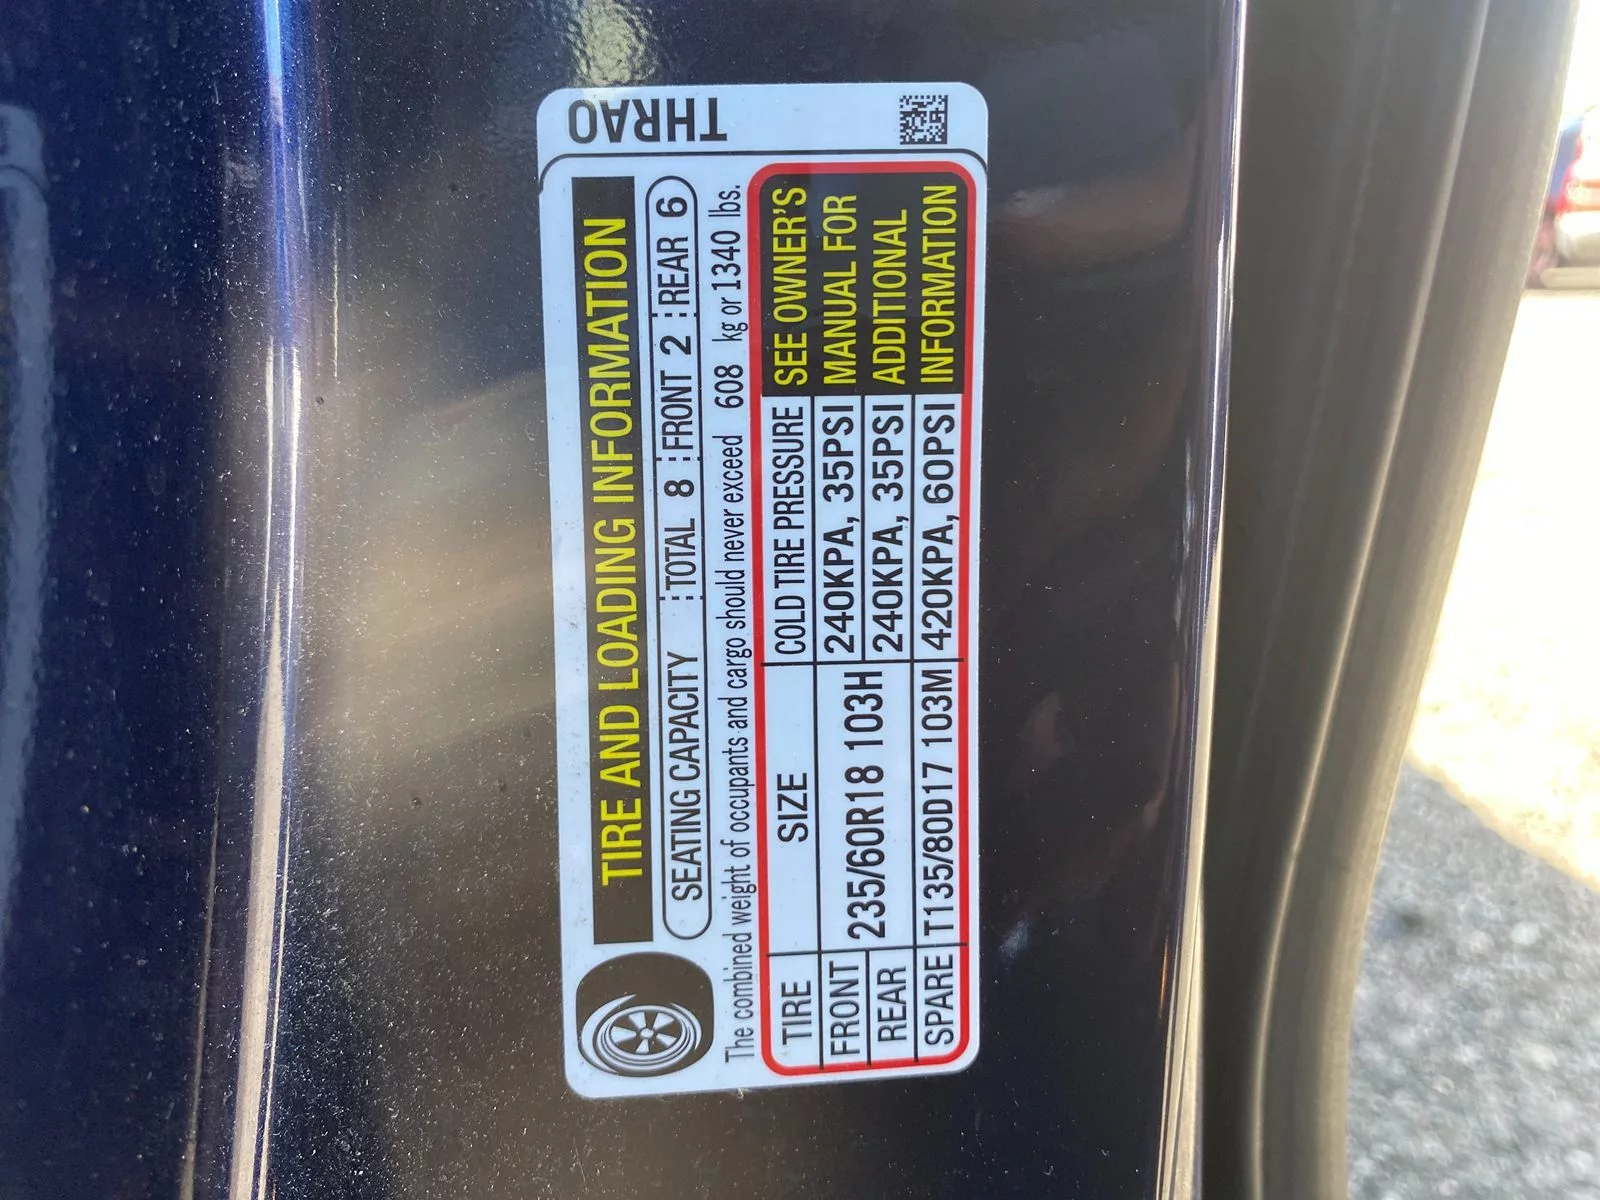 THRAO
TIRE AND LOADING INFORMATION
SEATING CAPACITY TOTAL 8 FRONT 2 REAR 6
The combined weight of occupants and cargo should never exceed 608 kg or 1340 lbs.
TIRE SIZE COLD TIRE PRESSURE
FRONT 235/60R18 103H 240KPA, 35PSI
REAR 240KPA, 35PSI
SPARE T135/80D17 103M 420KPA, 60PSI
SEE OWNER'S
MANUAL FOR
ADDITIONAL
INFORMATION